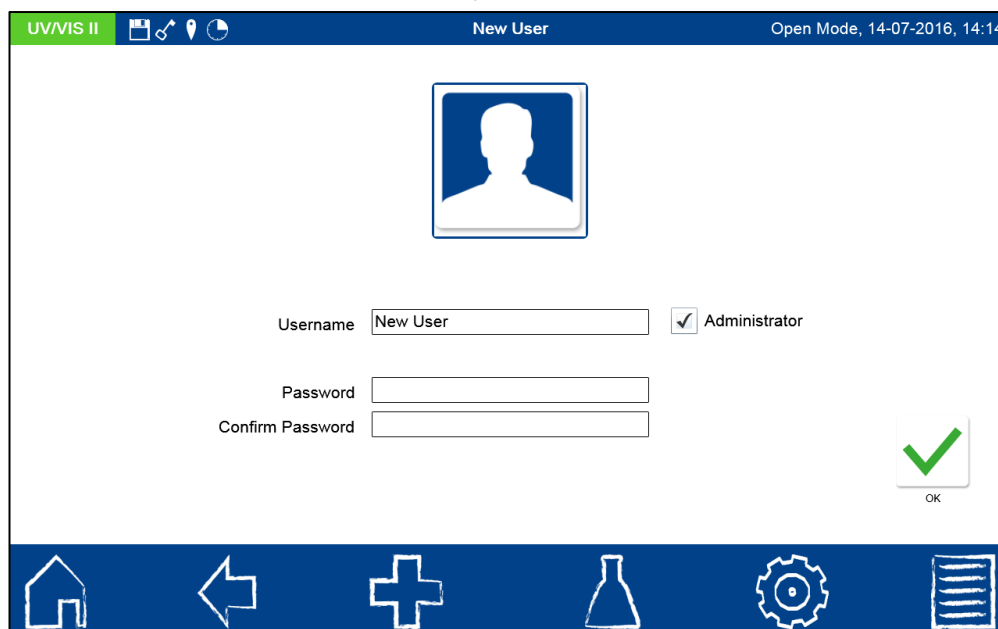 UV/VIS II New User Open Mode, 14-07-2016, 14:14
Username New User Administrator
Password
Confirm Password
OK